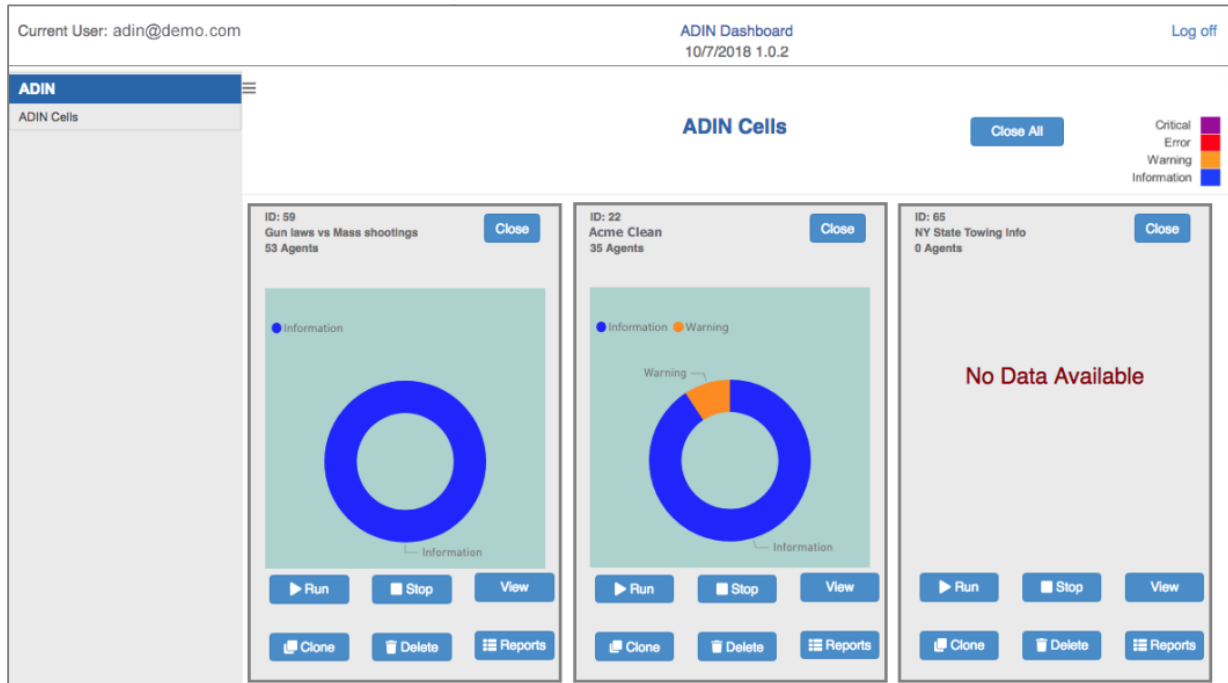 Current User: adin@demo.com
ADIN Dashboard
10/7/2018 1.0.2
Log off
ADIN
ADIN Cells
ADIN Cells
Close All
Critical
Error
Warning
Information
ID: 59
Gun laws vs Mass shootings
53 Agents
Close
Information
Information
Run
Stop
View
Clone
Delete
Reports
ID: 22
Acme Clean
35 Agents
Close
Information Warning
Warning
Information
Run
Stop
View
Clone
Delete
Reports
ID: 65
NY State Towing Info
0 Agents
Close
No Data Available
Run
Stop
View
Clone
Delete
Reports